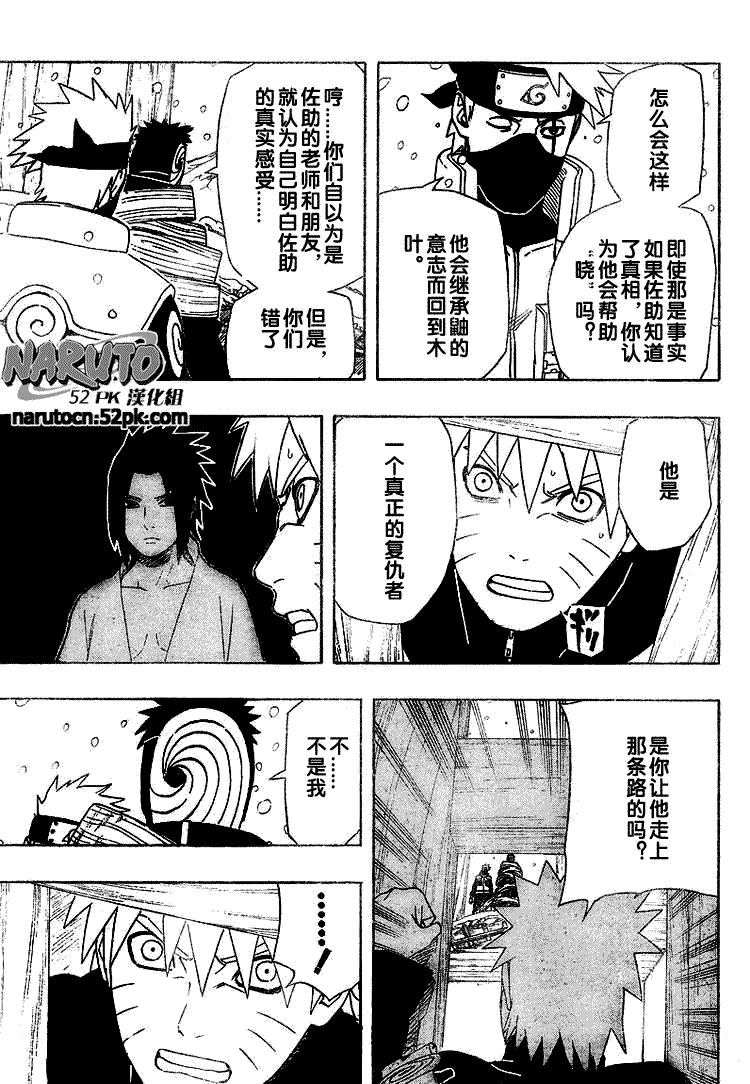 怎么会这样
即使那是事实
如果佐助知道
了真相，你认
为他会帮助
“晓”吗？
他会继承鼬的
意志而回到木
叶。
哼……你们自以为是
佐助的老师和朋友，
就认为自己明白佐助
的真实感受……
但是，
你们
错了
NARUTO
52 PK 漢化組
narutocn.52pk.com
他是
一个真正的复仇者
ギリ
是你让他走上
那条路的吗？
不……
不是我
……！